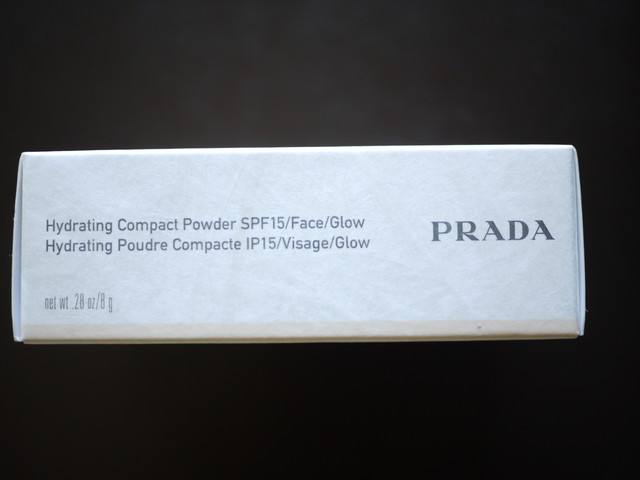 Hydrating Compact Powder SPF15/Face/Glow
Hydrating Poudre Compacte IP15/Visage/Glow
PRADA
net wt .28 oz/8 g